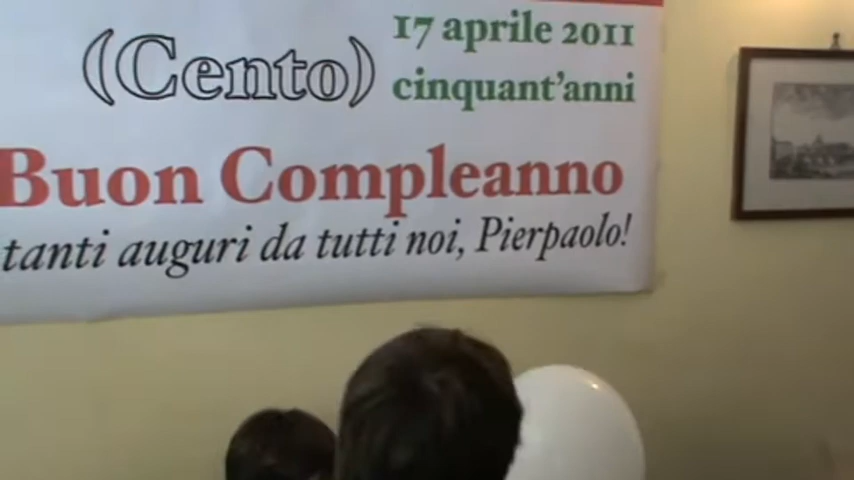 (Cento) 17 aprile 2011
cinquant'anni
Buon Compleanno
tanti auguri da tutti noi, Pierpaolo!